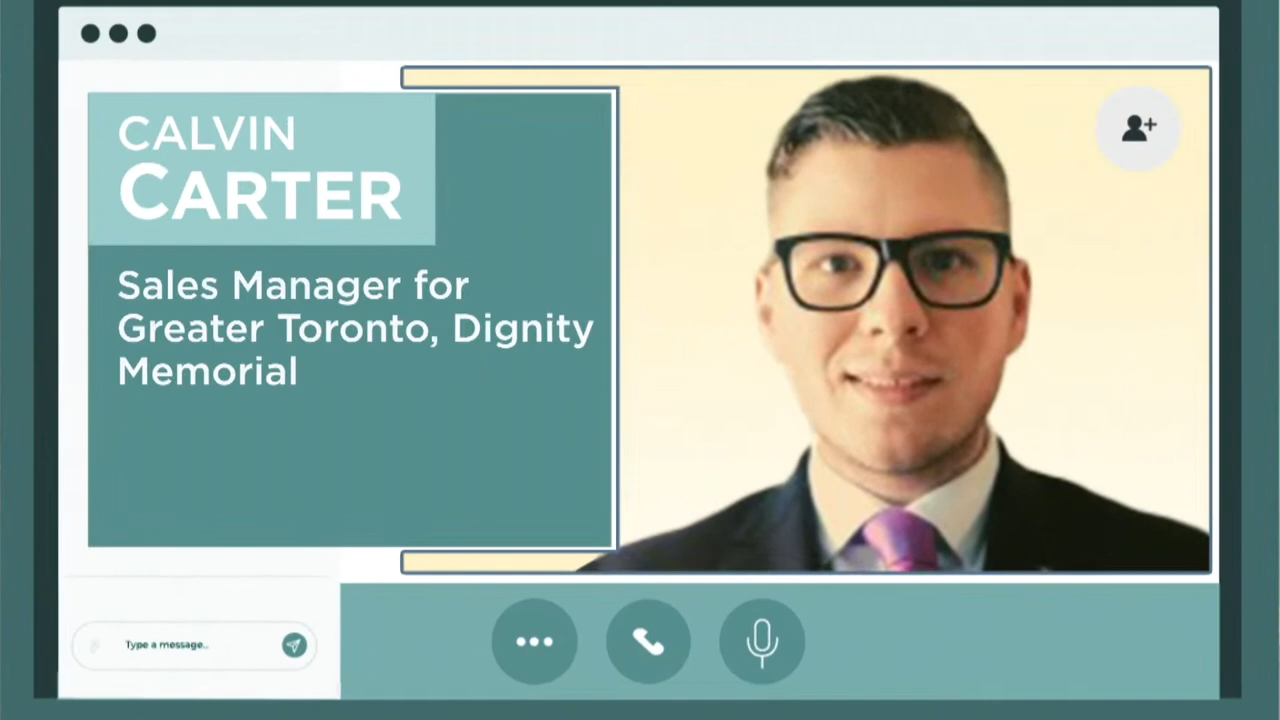 CALVIN
CARTER
Sales Manager for
Greater Toronto, Dignity
Memorial
Type a message..